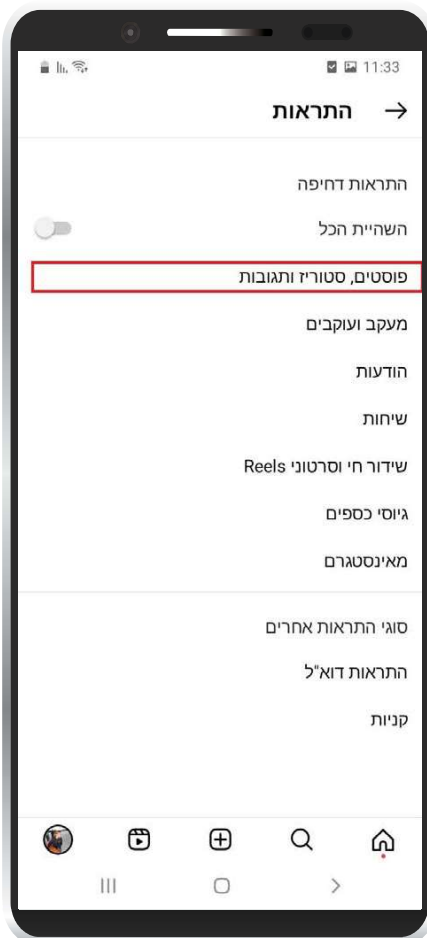 11:33
התראות
התראות דחיפה
השהיית הכל
פוסטים, סטוריז ותגובות
מעקב ועוקבים
הודעות
שיחות
שידור חי וסרטוני Reels
גיוסי כספים
מאינסטגרם
סוגי התראות אחרים
התראות דוא"ל
קניות